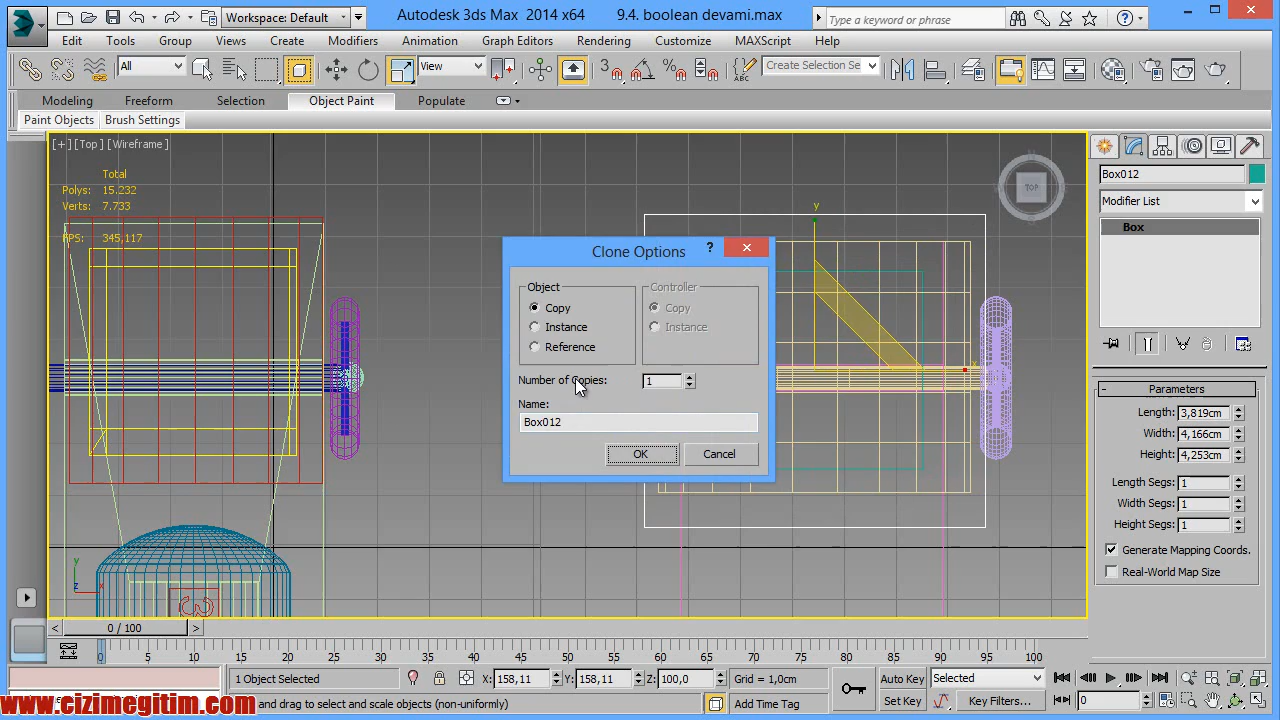 Workspace: Default
Autodesk 3ds Max 2014 x64 9.4. boolean devami.max
Type a keyword or phrase
Edit Tools Group Views Create Modifiers Animation Graph Editors Rendering Customize MAXScript Help
All
View
Create Selection Se
Modeling Freeform Selection Object Paint Populate
Paint Objects Brush Settings
[+][Top][Wireframe]
Total
Polys: 15.232
Verts: 7.733
FPS: 345,117
y
x
TOP
Clone Options
?
Object
Copy
Instance
Reference
Controller
Copy
Instance
Number of Copies: 1
Name:
Box012
OK Cancel
Box012
Modifier List
Box
Parameters
Length: 3,819cm
Width: 4,166cm
Height: 4,253cm
Length Segs: 1
Width Segs: 1
Height Segs: 1
Generate Mapping Coords.
Real-World Map Size
y
z x
3
< 0 / 100 >
0 5 10 15 20 25 30 35 40 45 50 55 60 65 70 75 80 85 90 95 100
1 Object Selected X: 158,11 Y: 158,11 Z: 100,0 Grid = 1,0cm
Auto Key Selected
www.cizimegitim.com
and drag to select and scale objects (non-uniformly)
Add Time Tag
Set Key Key Filters...
0